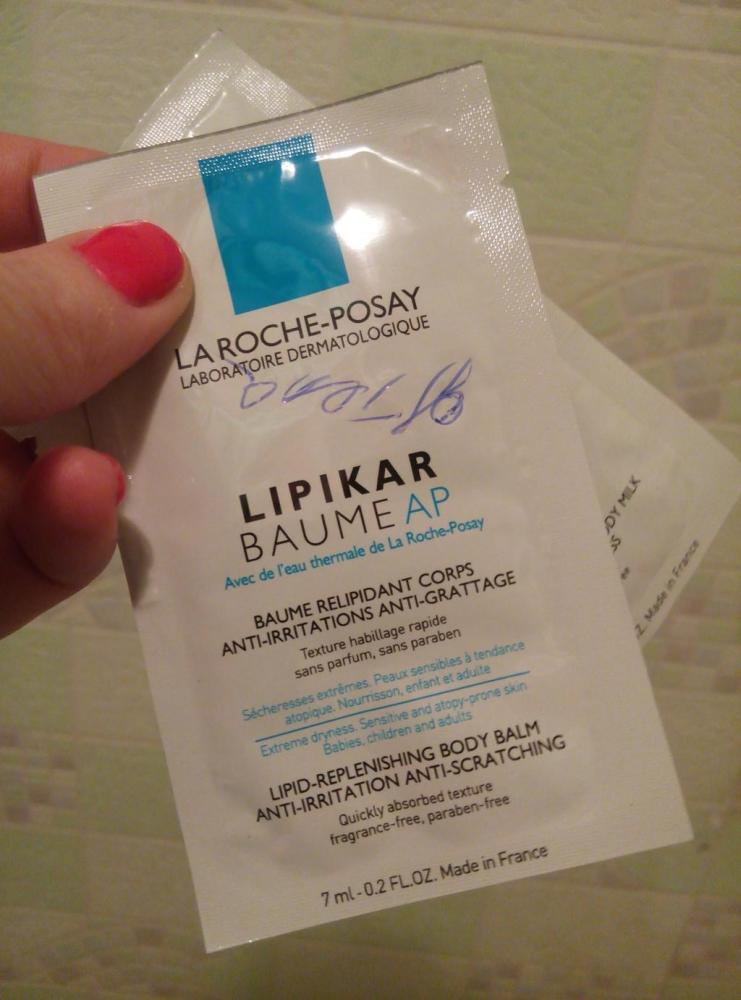 LA ROCHE-POSAY
LABORATOIRE DERMATOLOGIQUE
LIPIKAR
BAUME AP
Avec de l'eau thermale de La Roche-Posay
BAUME RELIPIDANT CORPS
ANTI-IRRITATIONS ANTI-GRATTAGE
Texture habillage rapide
sans parfum, sans paraben
Sécheresses extrêmes. Peaux sensibles à tendance
atopique. Nourrisson, enfant et adulte
Extreme dryness. Sensitive and atopy-prone skin
Babies, children and adults
LIPID-REPLENISHING BODY BALM
ANTI-IRRITATION ANTI-SCRATCHING
Quickly absorbed texture
fragrance-free, paraben-free
7 ml - 0.2 FL.OZ. Made in France
MILK
Made in France